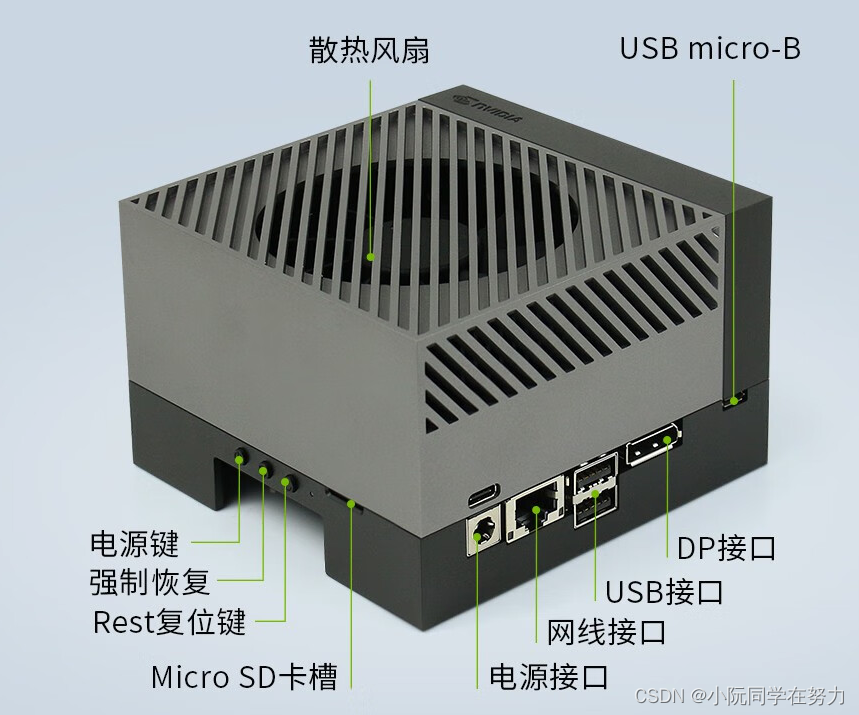 散热风扇
USB micro-B
NVIDIA
电源键
强制恢复
Rest复位键
Micro SD卡槽
电源接口
网线接口
USB接口
DP接口
CSDN @小阮同学在努力